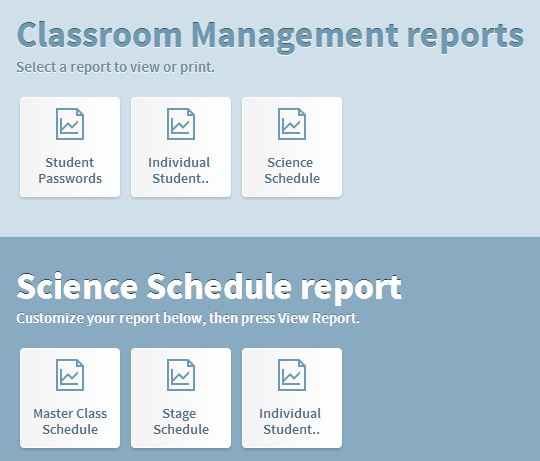 Classroom Management reports
Select a report to view or print.
Student
Passwords
Individual
Student..
Science
Schedule
Science Schedule report
Customize your report below, then press View Report.
Master Class
Schedule
Stage
Schedule
Individual
Student..